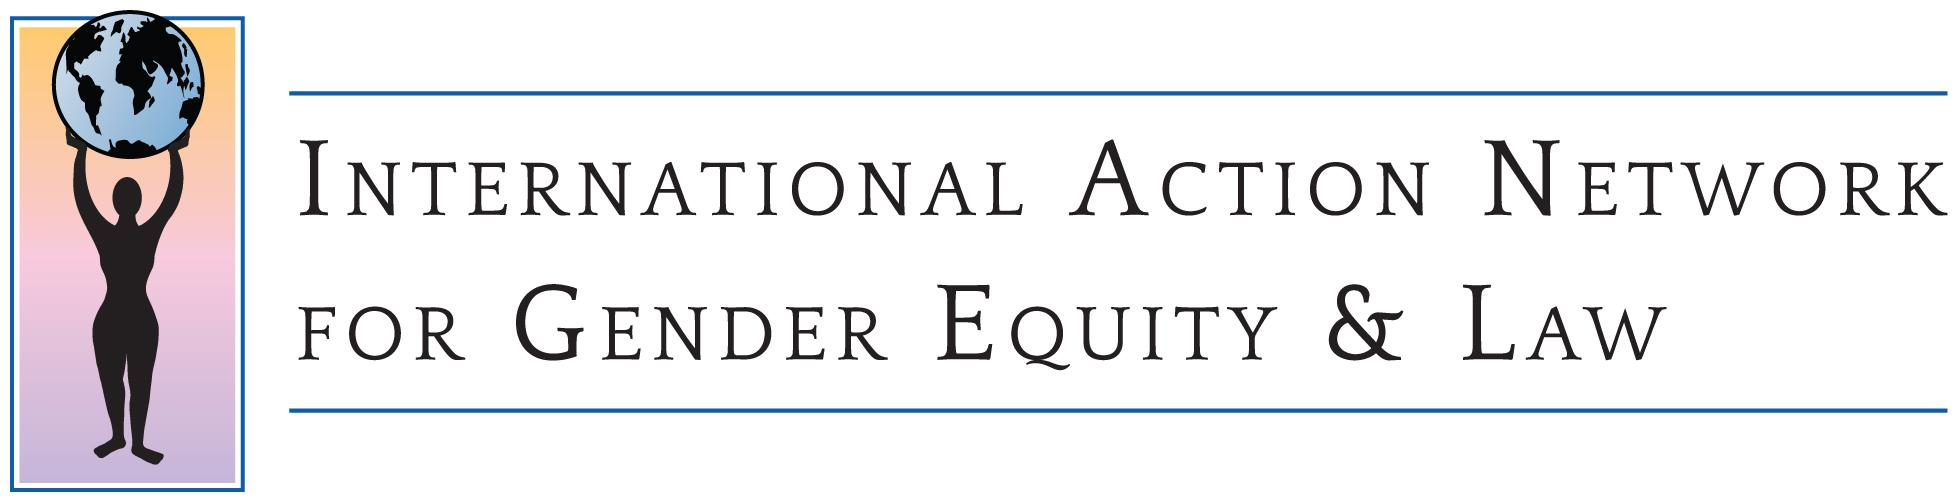 International Action Network
for Gender Equity & Law